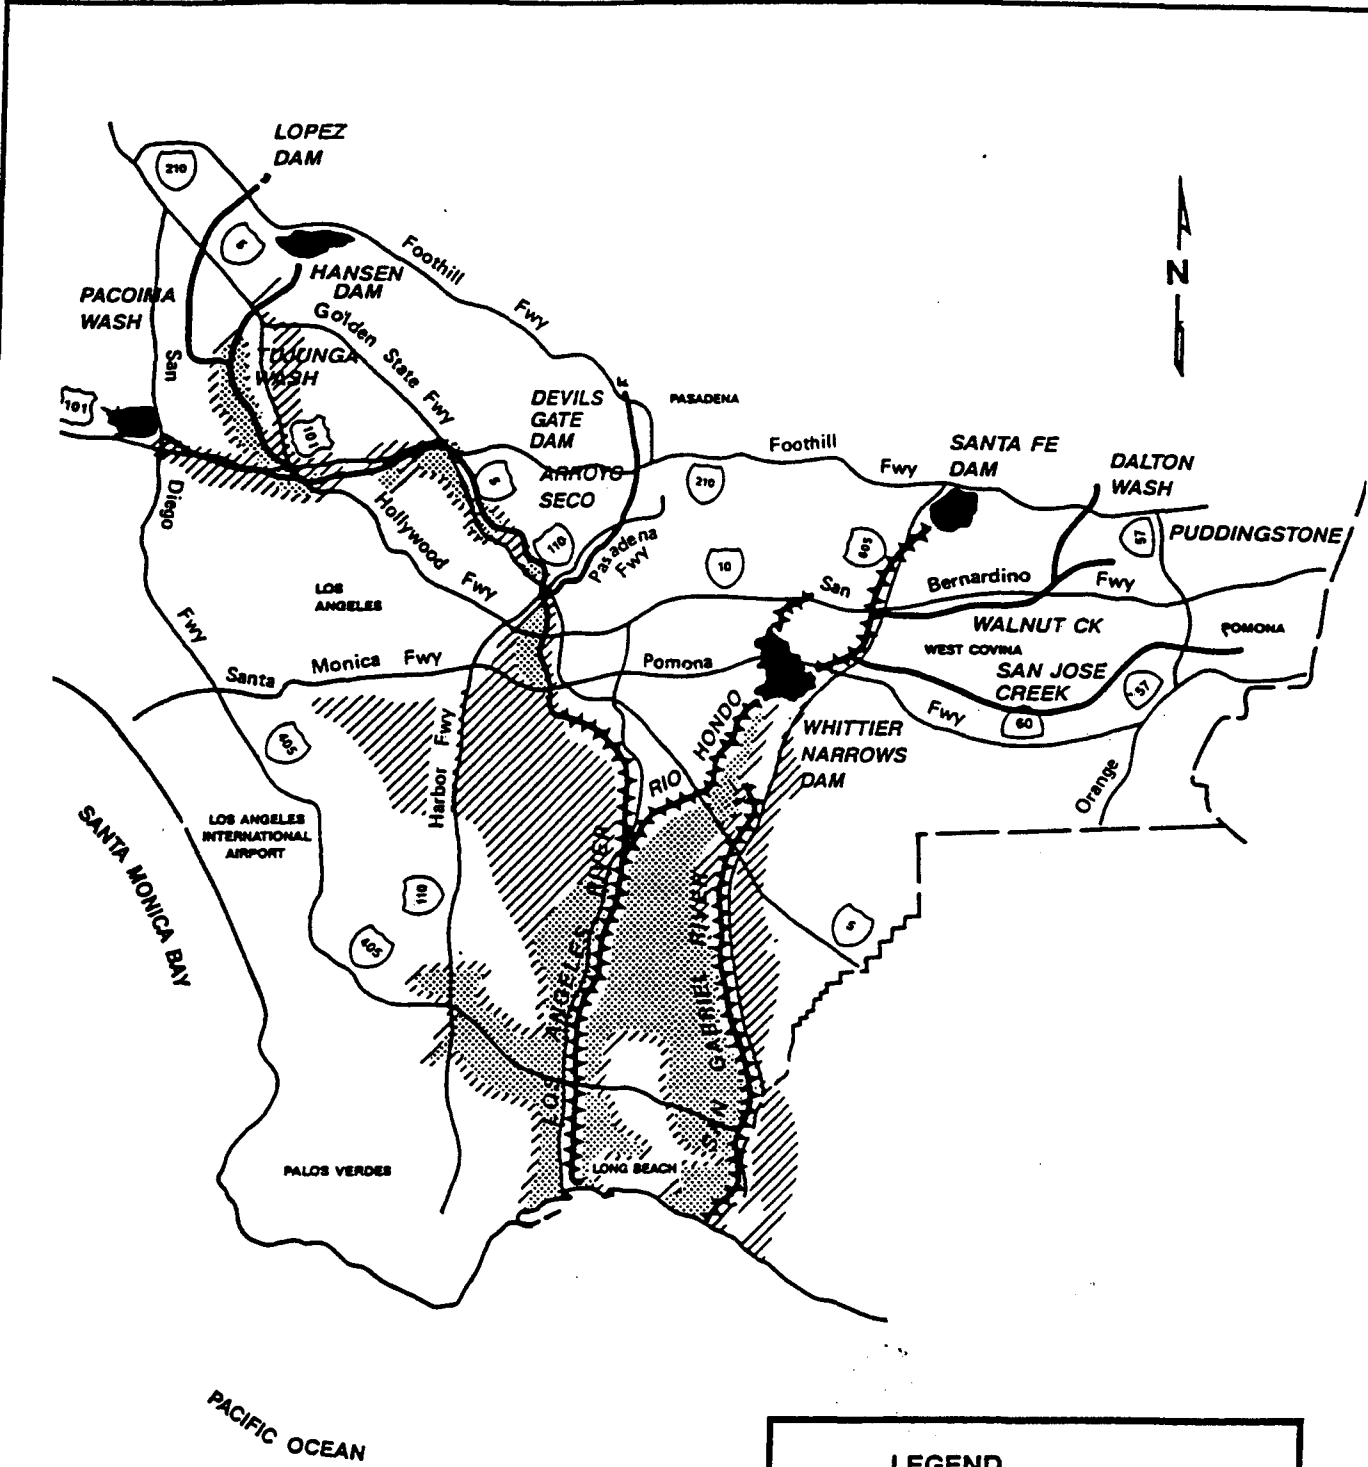 LOPEZ
DAM
210
5
HANSEN
DAM
Foothill
Fwy
PACOIMA
WASH
Golden State Fwy
San
TUJUNGA
WASH
101
101
DEVILS
GATE
DAM
PASADENA
N
Foothill
Fwy
SANTA FE
DAM
DALTON
WASH
ARROYO
SECO
5
210
Diego
Hollywood
Fwy
110
Pasadena
Fwy
605
57
PUDDINGSTONE
10
San
Bernardino
Fwy
LOS
ANGELES
Fwy
WALNUT CK
WEST COVINA
POMONA
Santa
Monica
Fwy
Pomona
SAN JOSE
CREEK
57
Fwy
60
405
Harbor Fwy
RIO HONDO
WHITTIER
NARROWS
DAM
Orange
LOS ANGELES
INTERNATIONAL
AIRPORT
SANTA MONICA BAY
110
405
LOS ANGELES RIVER
SAN GABRIEL RIVER
5
PALOS VERDES
LONG BEACH
PACIFIC OCEAN
LEGEND